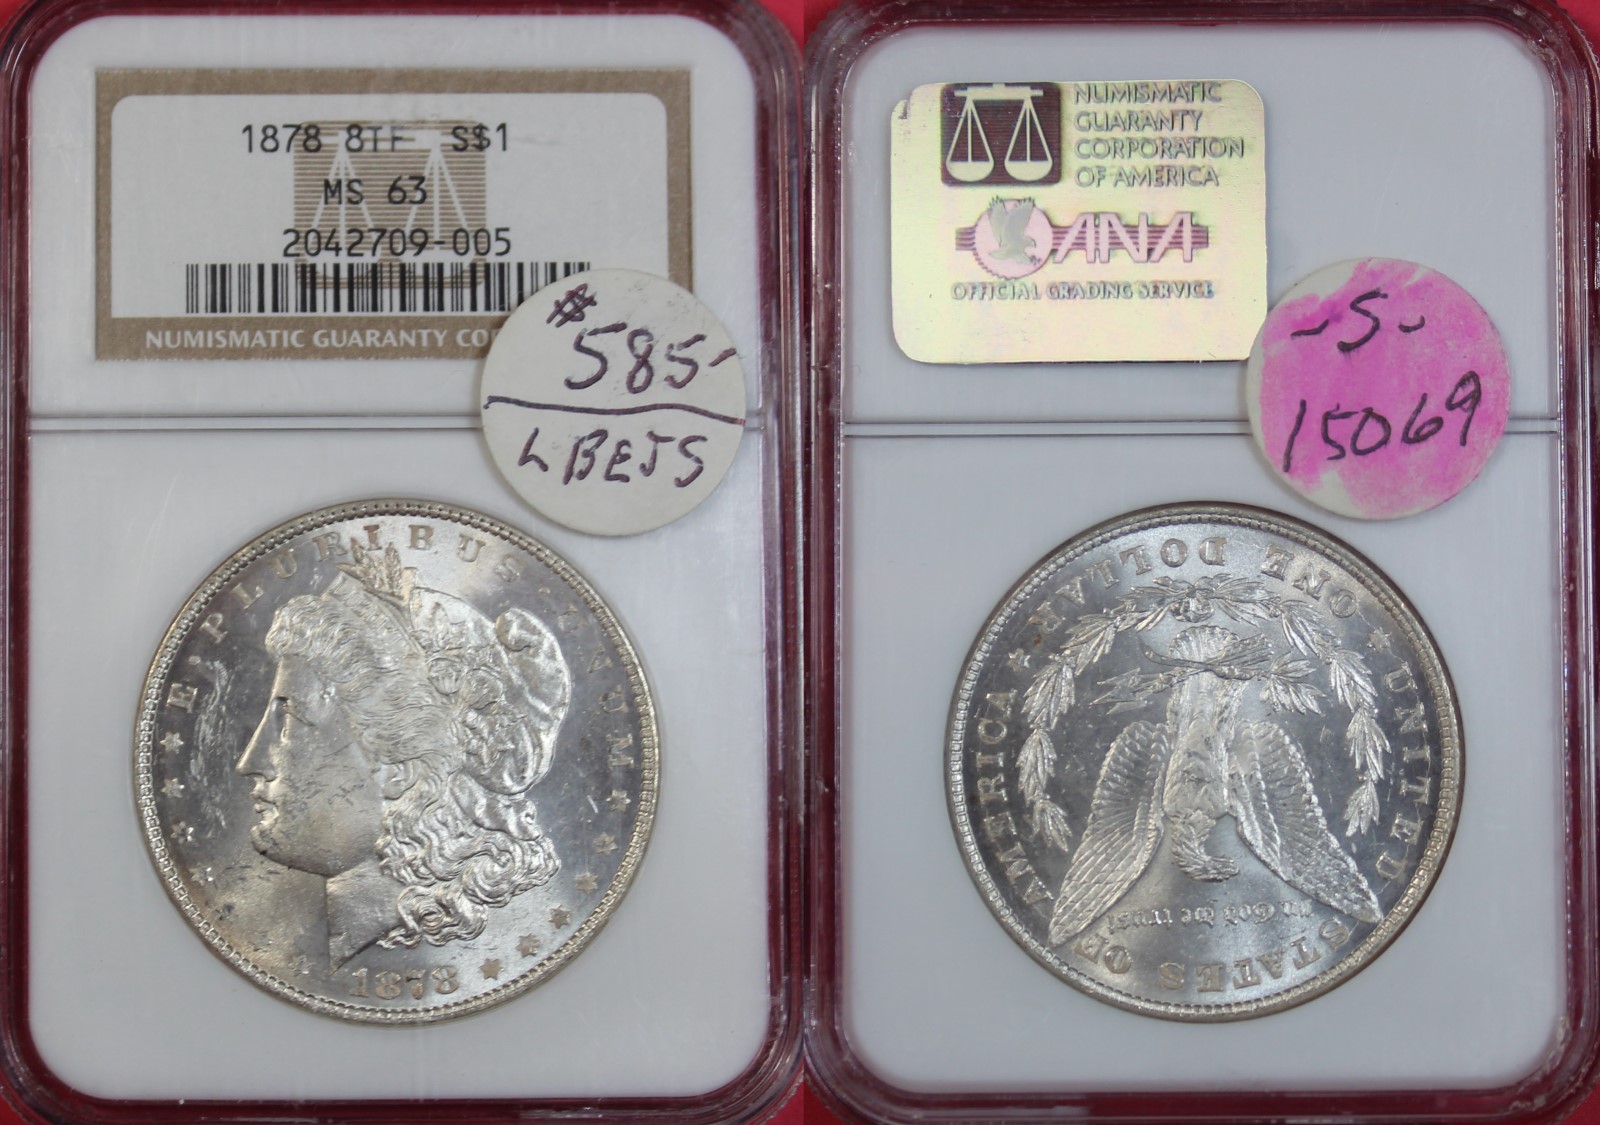 1878 8TF S$1
MS 63
2042709-005
NUMISMATIC GUARANTY
$585
LBEJS
E·PLURIBUS·UNUM
1878
NUMISMATIC
GUARANTY
CORPORATION
OF AMERICA
ANA
OFFICIAL GRADING SERVICE
-S-
15069
ONE DOLLAR
UNITED STATES OF AMERICA
In God we trust